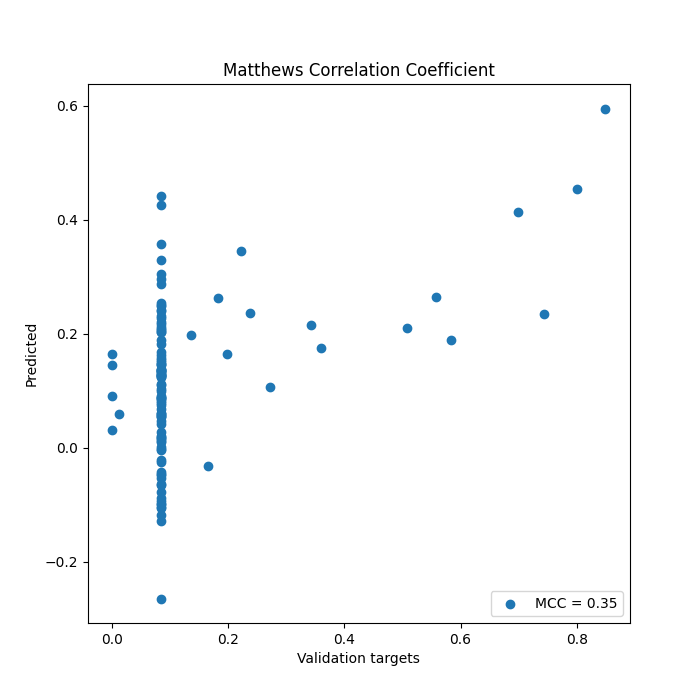 Matthews Correlation Coefficient
0.6
0.4
0.2
0.0
−0.2
Predicted
MCC = 0.35
0.0 0.2 0.4 0.6 0.8
Validation targets